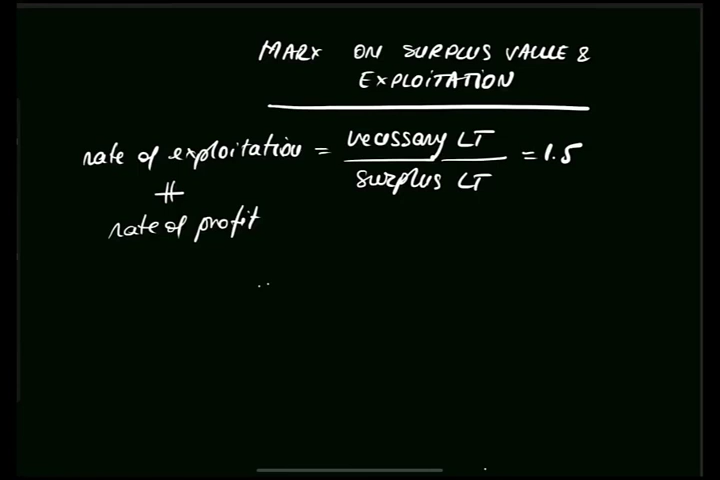 MARX ON SURPLUS VALUE &
EXPLOITATION
rate of exploitation = necessary LT / surplus LT = 1.5
≠
rate of profit